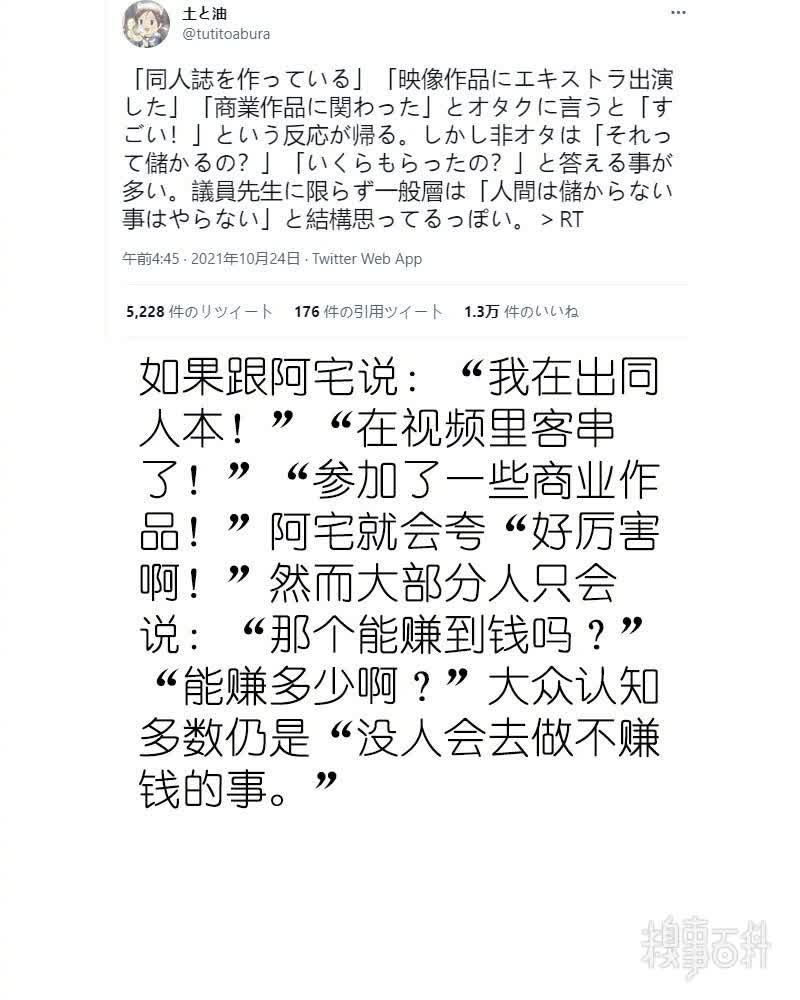 土と油
@tutitoabura
「同人誌を作っている」「映像作品にエキストラ出演
した」「商業作品に関わった」とオタクに言うと「す
ごい！」という反応が帰る。しかし非オタは「それっ
て儲かるの？」「いくらもらったの？」と答える事が
多い。議員先生に限らず一般層は「人間は儲からない
事はやらない」と結構思ってるっぽい。＞RT
午前4:45 · 2021年10月24日 · Twitter Web App
5,228 件のリツイート 176 件の引用ツイート 1.3万 件のいいね
如果跟阿宅说：“我在出同
人本！”“在视频里客串
了！”“参加了一些商业作
品！”阿宅就会夸“好厉害
啊！”然而大部分人只会
说：“那个能赚到钱吗？”
“能赚多少啊？”大众认知
多数仍是“没人会去做不赚
钱的事。”
糗事百科